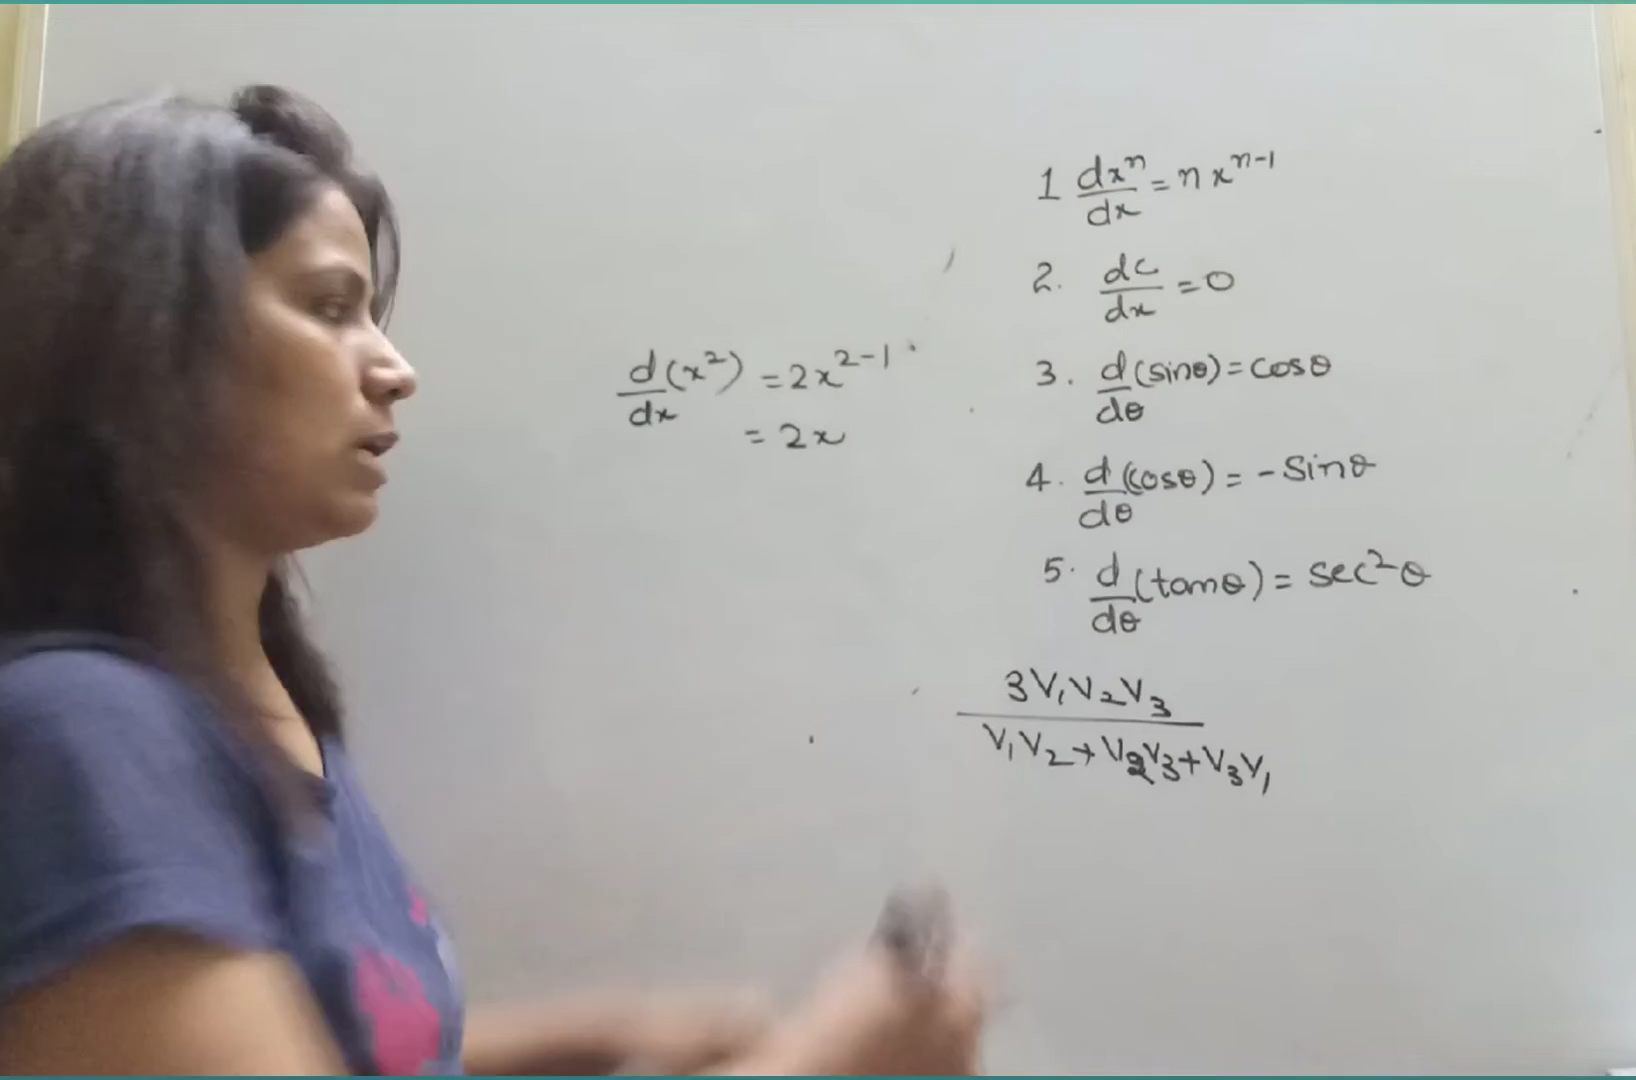 d/dx (x²) = 2x²⁻¹
= 2x
1 dxⁿ/dx = n xⁿ⁻¹
2. dc/dx = 0
3. d/dθ (sinθ) = cosθ
4. d/dθ (cosθ) = - Sinθ
5. d/dθ (tanθ) = sec²θ
3V₁V₂V₃
V₁V₂+V₂V₃+V₃V₁